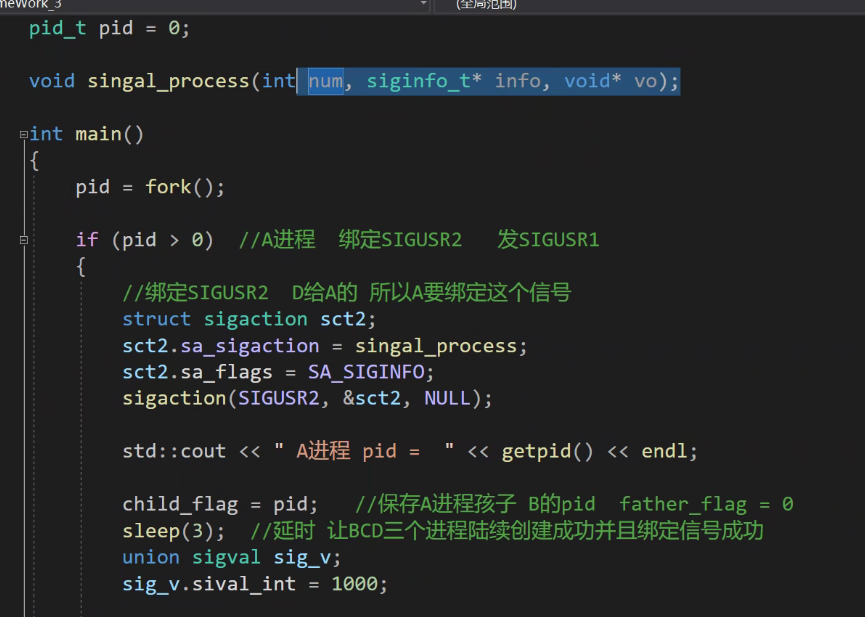 meWork_3
(全局范围)
pid_t pid = 0;
void singal_process(int num, siginfo_t* info, void* vo);
int main()
{
pid = fork();
if (pid > 0)  //A进程  绑定SIGUSR2   发SIGUSR1
{
//绑定SIGUSR2  D给A的 所以A要绑定这个信号
struct sigaction sct2;
sct2.sa_sigaction = singal_process;
sct2.sa_flags = SA_SIGINFO;
sigaction(SIGUSR2, &sct2, NULL);
std::cout << " A进程 pid =  " << getpid() << endl;
child_flag = pid;   //保存A进程孩子 B的pid  father_flag = 0
sleep(3);  //延时 让BCD三个进程陆续创建成功并且绑定信号成功
union sigval sig_v;
sig_v.sival_int = 1000;